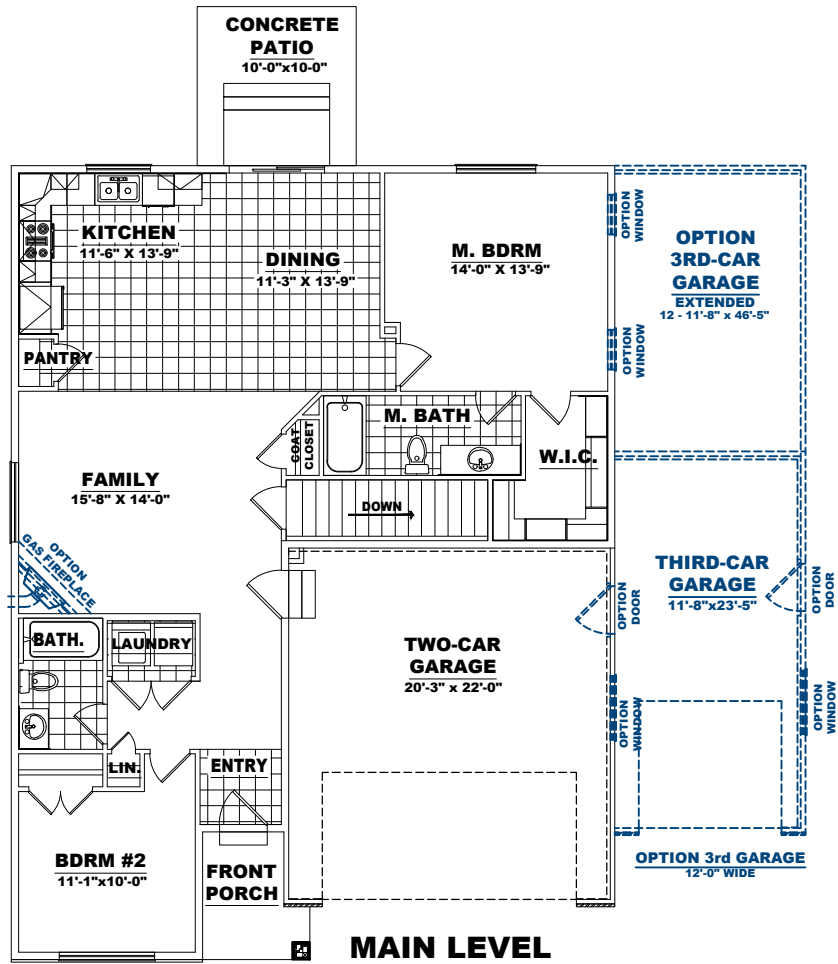 CONCRETE
PATIO
10'-0"x10-0"
KITCHEN
11'-6" X 13'-9"
DINING
11'-3" X 13'-9"
M. BDRM
14'-0" X 13'-9"
OPTION
WINDOW
OPTION
3RD-CAR
GARAGE
EXTENDED
12 - 11'-8" x 46'-5"
OPTION
WINDOW
PANTRY
COAT
CLOSET
M. BATH
W.I.C.
FAMILY
15'-8" X 14'-0"
DOWN
OPTION
GAS FIREPLACE
THIRD-CAR
GARAGE
11'-8"x23'-5"
OPTION
DOOR
OPTION
DOOR
BATH.
LAUNDRY
TWO-CAR
GARAGE
20'-3" x 22'-0"
OPTION
WINDOW
OPTION
WINDOW
LIN.
ENTRY
BDRM #2
11'-1"x10'-0"
FRONT
PORCH
OPTION 3rd GARAGE
12'-0" WIDE
MAIN LEVEL